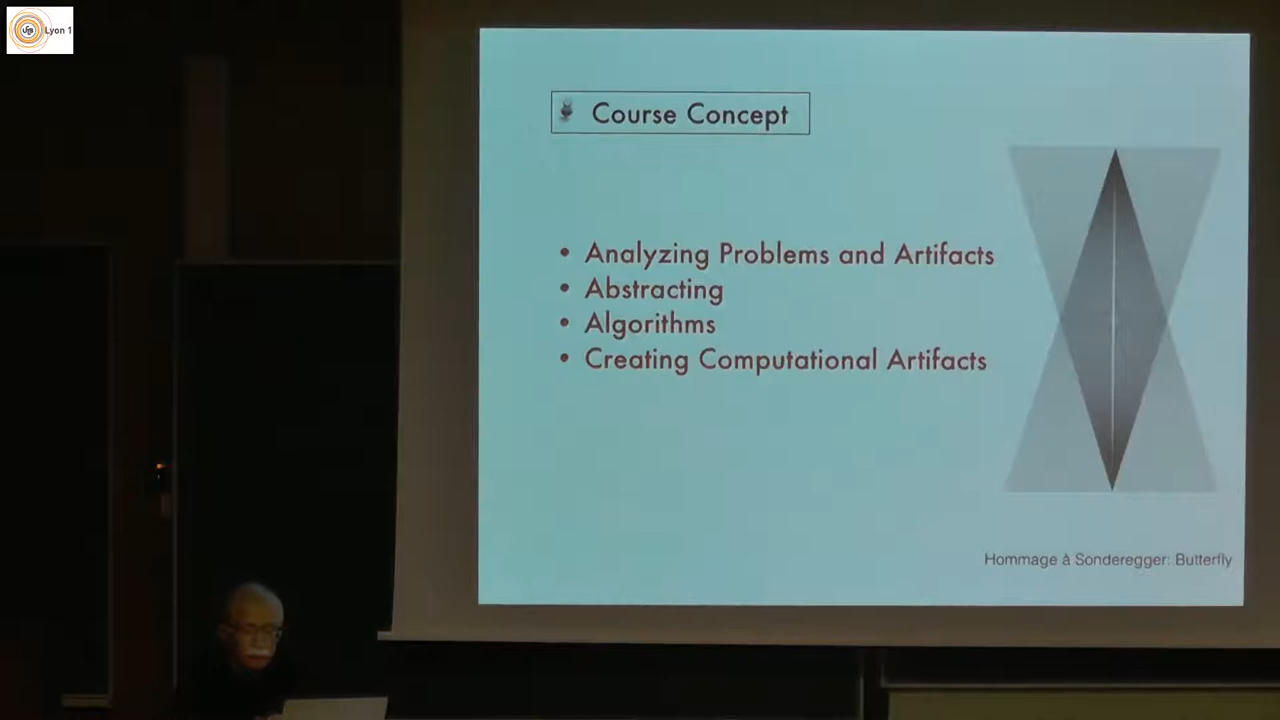 Lyon 1
Course Concept
• Analyzing Problems and Artifacts
• Abstracting
• Algorithms
• Creating Computational Artifacts
Hommage à Sonderegger: Butterfly